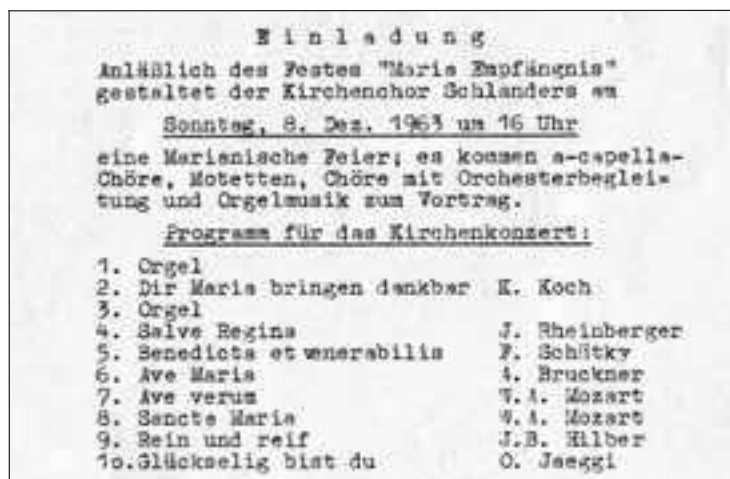 Einladung
Anläßlich des Festes "Maria Empfängnis"
gestaltet der Kirchenchor Schlanders am
Sonntag, 8. Dez. 1963 um 16 Uhr
eine Marianische Feier; es kommen a-capella-
Chöre, Motetten, Chöre mit Orchesterbeglei=
tung und Orgelmusik zum Vortrag.
Programm für das Kirchenkonzert:
1. Orgel
2. Dir Maria bringen dankbar K. Koch
3. Orgel
4. Salve Regina J. Rheinberger
5. Benedicta et venerabilis F. Schütky
6. Ave Maria A. Bruckner
7. Ave verum W.A. Mozart
8. Sancta Maria W.A. Mozart
9. Rein und reif J.B. Hilber
1o.Glückselig bist du O. Jaeggi